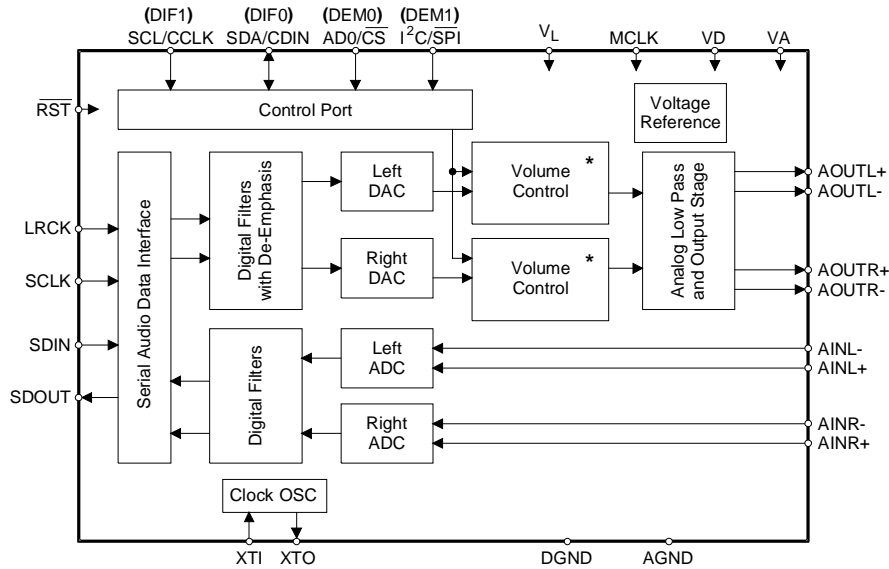 (DIF1) (DIF0) (DEM0) (DEM1)
SCL/CCLK SDA/CDIN AD0/C̅S̅ I²C/S̅P̅I̅ VL MCLK VD VA
R̅S̅T̅
Control Port
Voltage
Reference
Serial Audio Data Interface
Digital Filters
with De-Emphasis
Left
DAC
Volume *
Control
Analog Low Pass
and Output Stage
AOUTL+
AOUTL-
LRCK
Right
DAC
Volume *
Control
AOUTR+
AOUTR-
SCLK
SDIN
SDOUT
Digital Filters
Left
ADC
AINL-
AINL+
Right
ADC
AINR-
AINR+
Clock OSC
XTI XTO DGND AGND